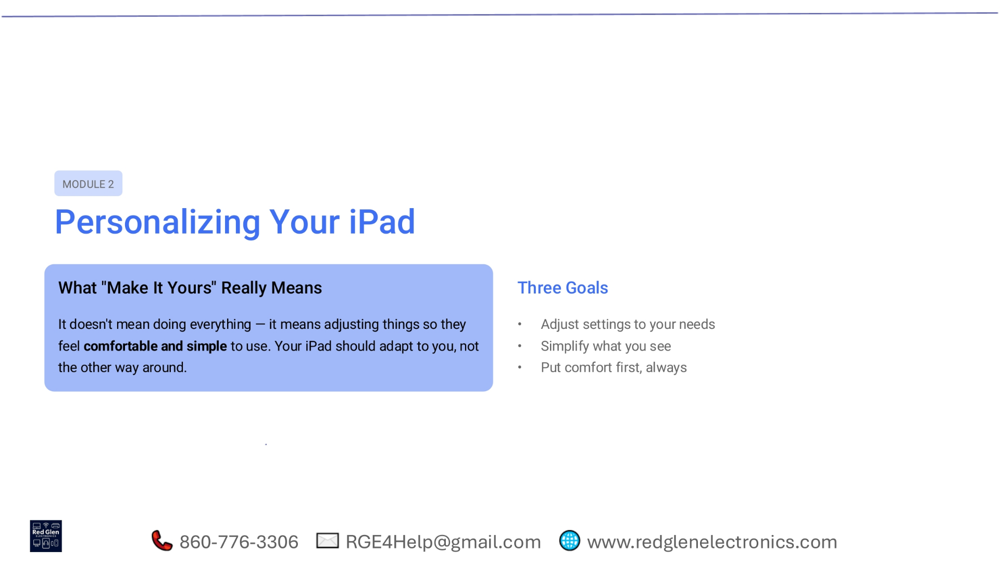 MODULE 2
Personalizing Your iPad
What "Make It Yours" Really Means
It doesn't mean doing everything — it means adjusting things so they
feel comfortable and simple to use. Your iPad should adapt to you, not
the other way around.
Three Goals
• Adjust settings to your needs
• Simplify what you see
• Put comfort first, always
.
Red Glen
ELECTRONICS
860-776-3306
RGE4Help@gmail.com
www.redglenelectronics.com